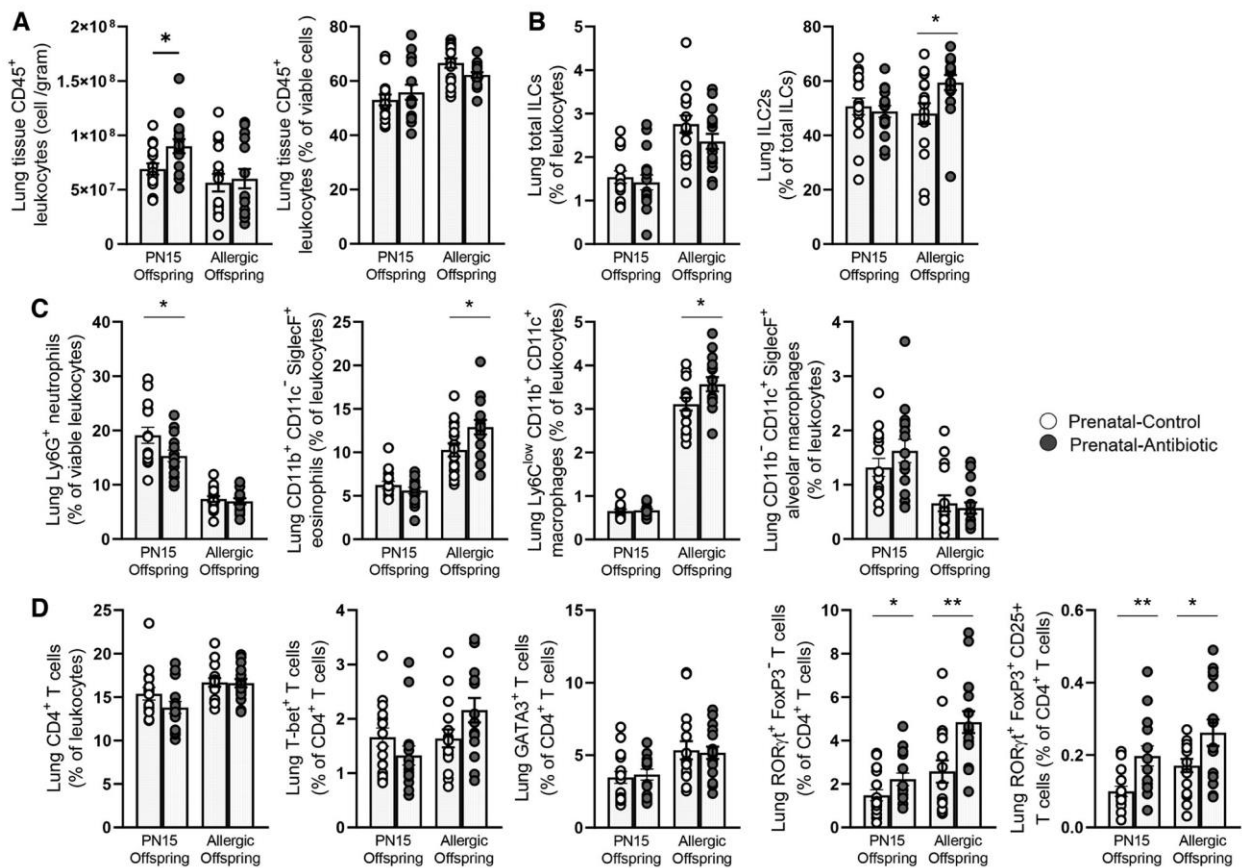 A
Lung tissue CD45⁺
leukocytes (cell /gram)
2×10⁸
1.5×10⁸
1×10⁸
5×10⁷
0
*
PN15
Offspring
Allergic
Offspring
Lung tissue CD45⁺
leukocytes (% of viable cells)
80
60
40
20
0
PN15
Offspring
Allergic
Offspring
B
Lung total ILCs
(% of leukocytes)
5
4
3
2
1
0
PN15
Offspring
Allergic
Offspring
Lung ILC2s
(% of total ILCs)
80
60
40
20
0
*
PN15
Offspring
Allergic
Offspring
C
Lung Ly6G⁺ neutrophils
(% of viable leukocytes)
40
30
20
10
0
*
PN15
Offspring
Allergic
Offspring
Lung CD11b⁺ CD11c⁻ SiglecF⁺
eosinophils (% of leukocytes)
25
20
15
10
5
0
*
PN15
Offspring
Allergic
Offspring
Lung Ly6C^low CD11b⁺ CD11c⁺
macrophages (% of leukocytes)
5
4
3
2
1
0
*
PN15
Offspring
Allergic
Offspring
Lung CD11b⁻ CD11c⁺ SiglecF⁺
alveolar macrophages
(% of leukocytes)
4
3
2
1
0
PN15
Offspring
Allergic
Offspring
Prenatal-Control
Prenatal-Antibiotic
D
Lung CD4⁺ T cells
(% of leukocytes)
25
20
15
10
5
0
PN15
Offspring
Allergic
Offspring
Lung T-bet⁺ T cells
(% of CD4⁺ T cells)
4
3
2
1
0
PN15
Offspring
Allergic
Offspring
Lung GATA3⁺ T cells
(% of CD4⁺ T cells)
15
10
5
0
PN15
Offspring
Allergic
Offspring
Lung RORγt⁺ FoxP3⁻ T cells
(% of CD4⁺ T cells)
10
8
6
4
2
0
*
**
PN15
Offspring
Allergic
Offspring
Lung RORγt⁺ FoxP3⁺ CD25+
T cells (% of CD4⁺ T cells)
0.6
0.4
0.2
0.0
**
*
PN15
Offspring
Allergic
Offspring